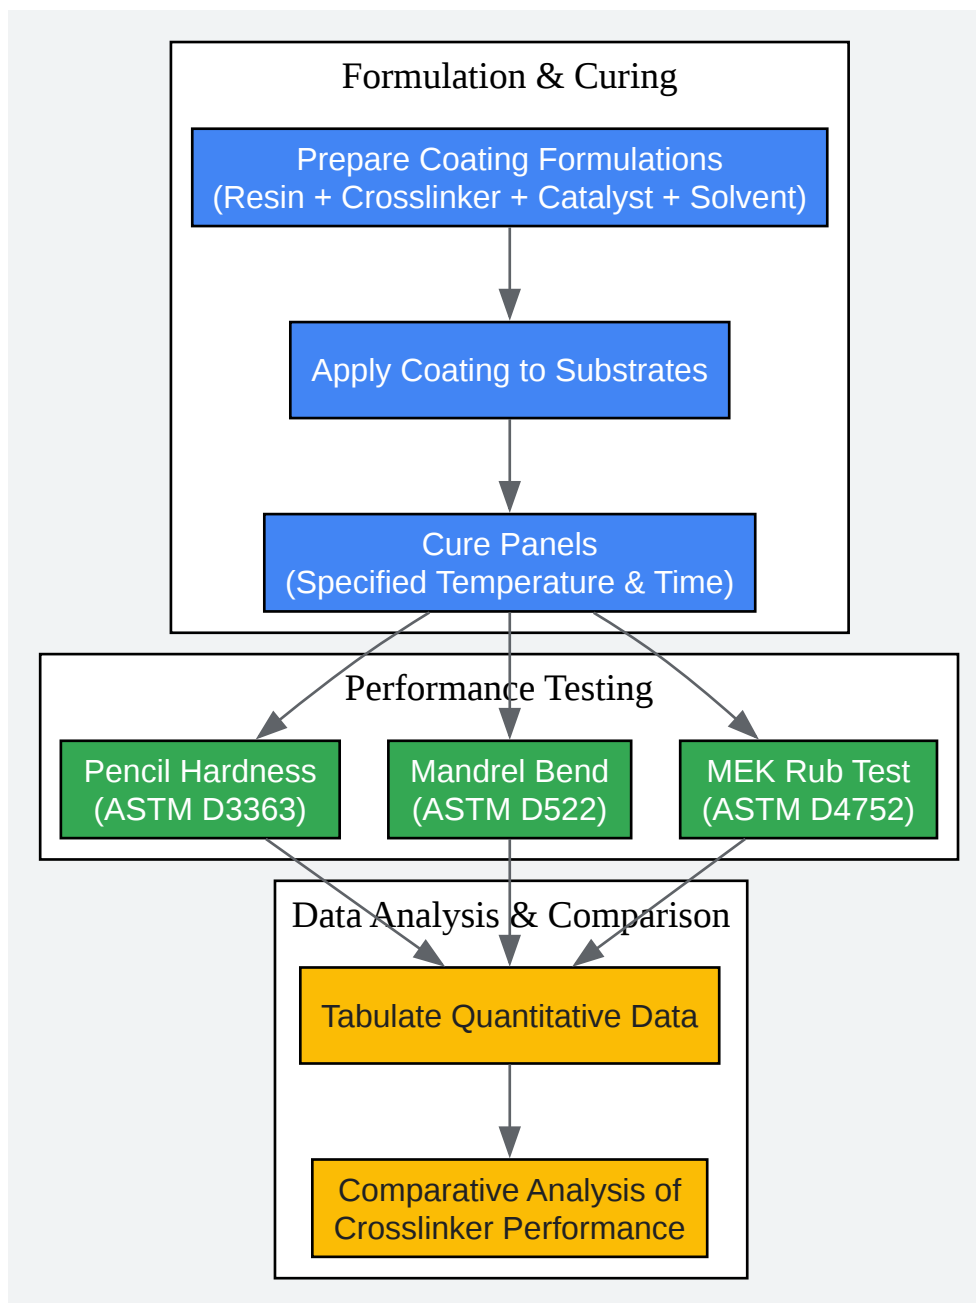 Formulation & Curing
Prepare Coating Formulations
(Resin + Crosslinker + Catalyst + Solvent)
Apply Coating to Substrates
Cure Panels
(Specified Temperature & Time)
Performance Testing
Pencil Hardness
(ASTM D3363)
Mandrel Bend
(ASTM D522)
MEK Rub Test
(ASTM D4752)
Data Analysis & Comparison
Tabulate Quantitative Data
Comparative Analysis of
Crosslinker Performance